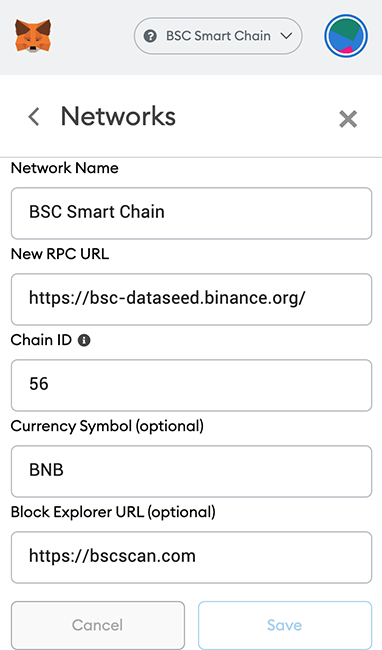 BSC Smart Chain
Networks
Network Name
BSC Smart Chain
New RPC URL
https://bsc-dataseed.binance.org/
Chain ID
56
Currency Symbol (optional)
BNB
Block Explorer URL (optional)
https://bscscan.com
Cancel Save